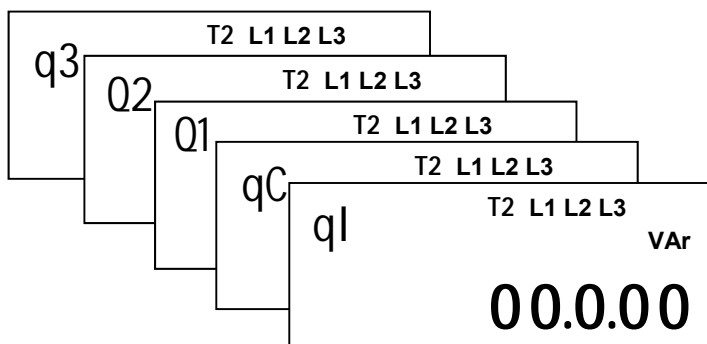 T2 L1 L2 L3
q3
T2 L1 L2 L3
Q2
T2 L1 L2 L3
Q1
T2 L1 L2 L3
qC
T2 L1 L2 L3
qI
VAr
00.0.00